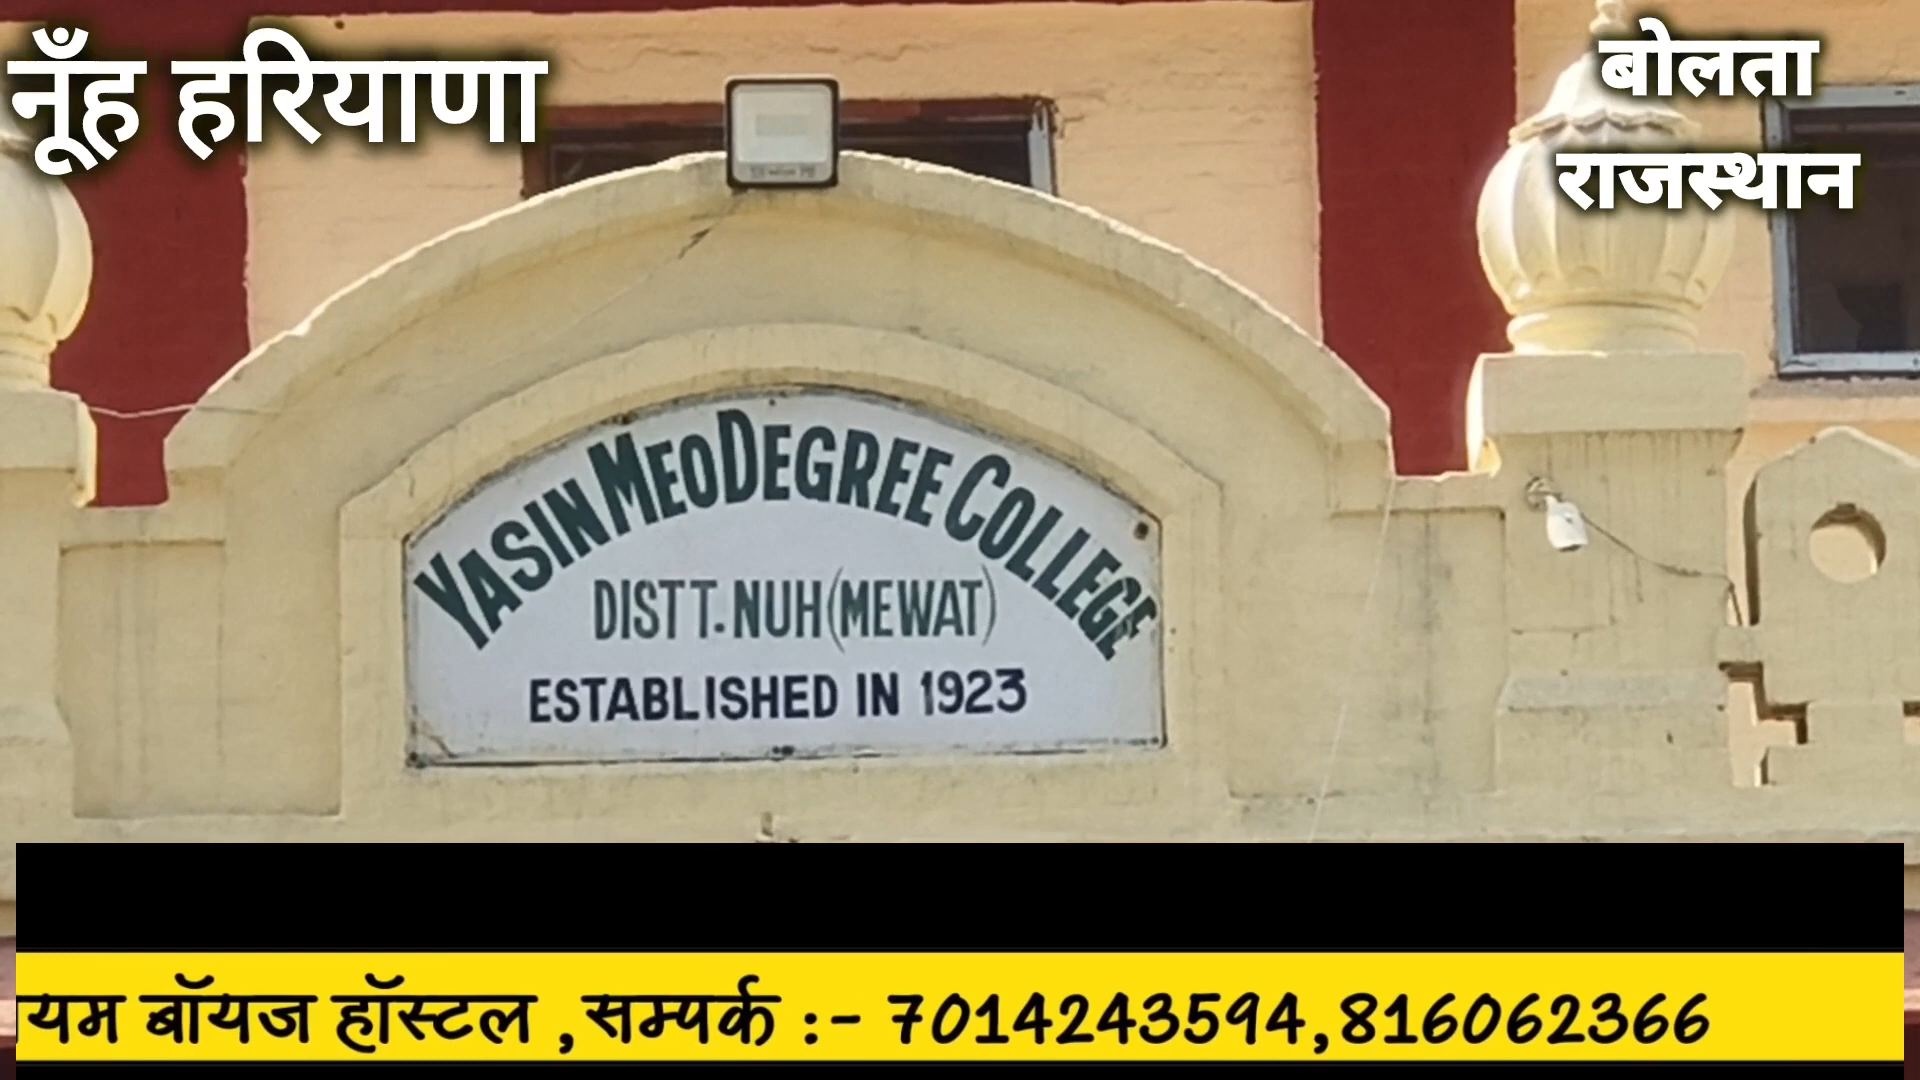 नूँह हरियाणा
बोलता
राजस्थान
YASIN MEO DEGREE COLLEGE
DISTT. NUH (MEWAT)
ESTABLISHED IN 1923
यम बॉयज हॉस्टल ,सम्पर्क :- 7014243594,816062366